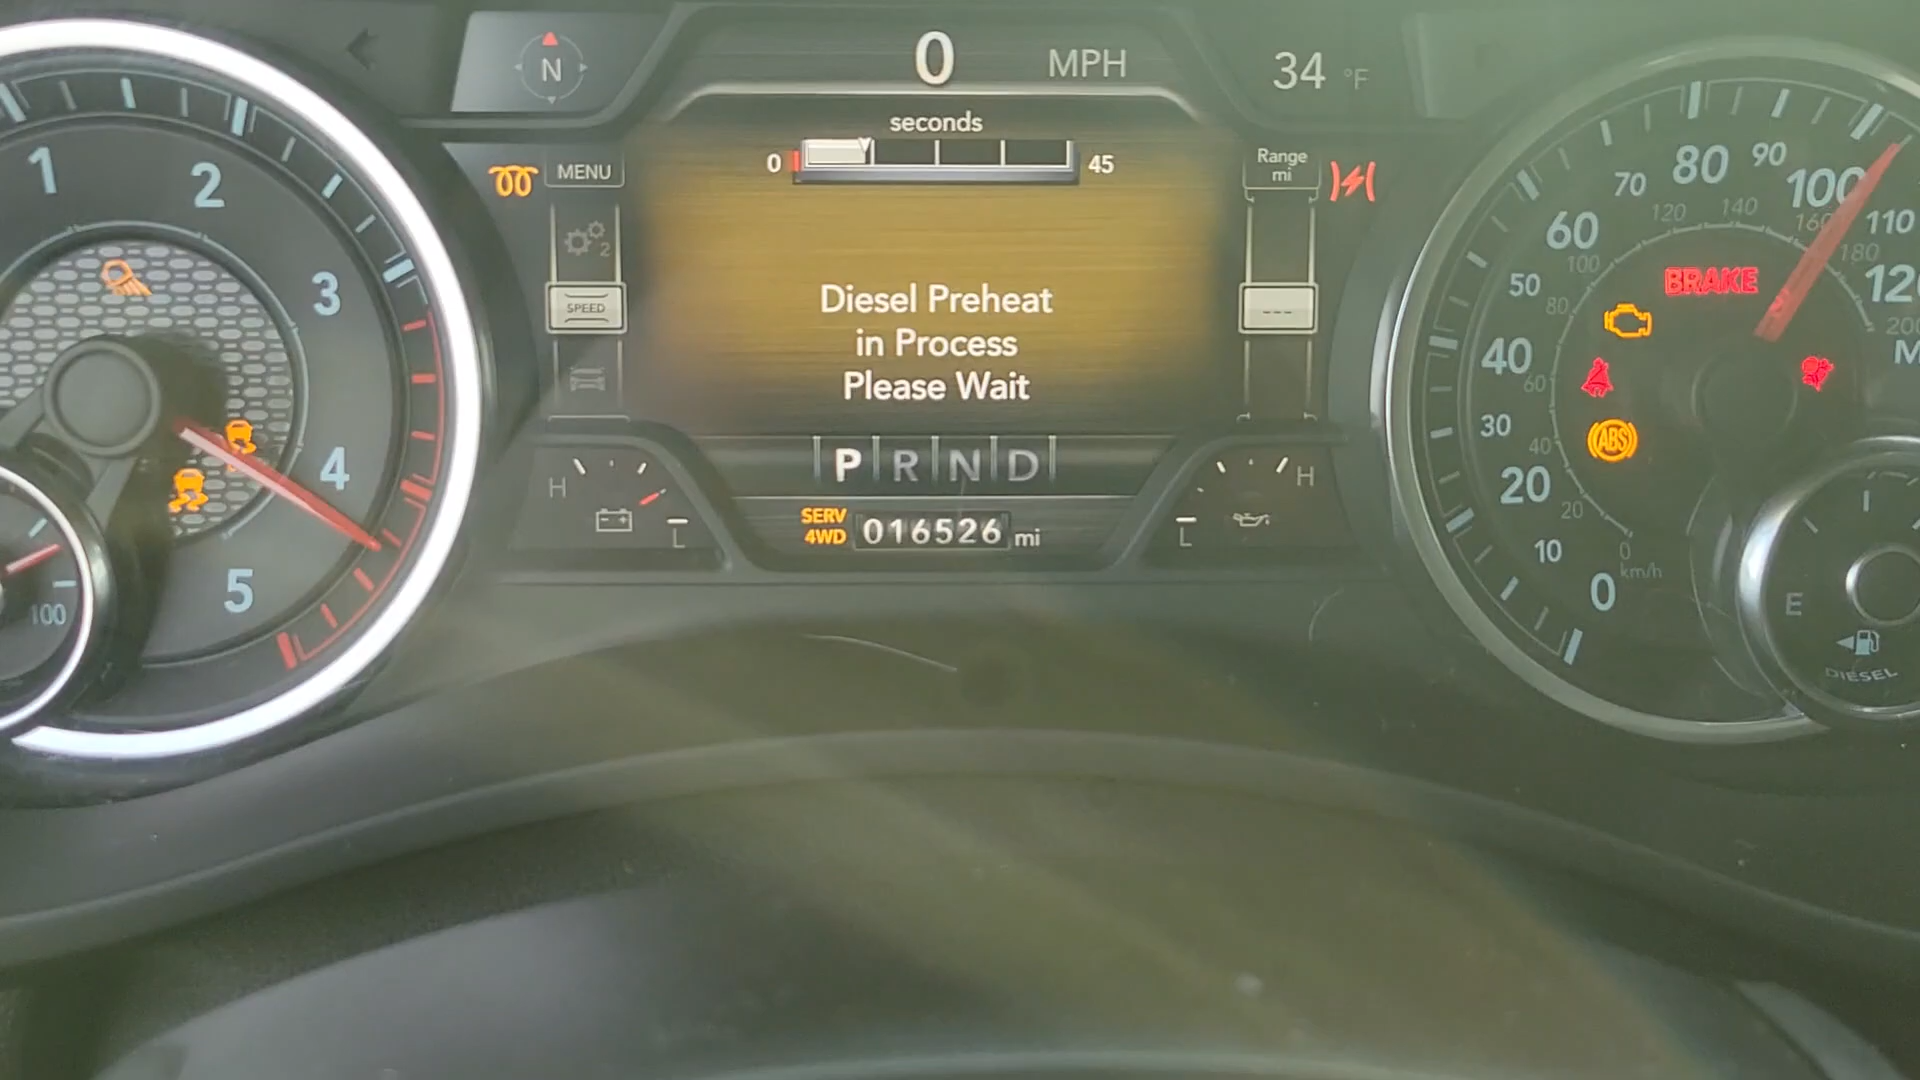 N
0 MPH
34 °F
seconds
0 45
MENU
Range
mi
2
SPEED
---
Diesel Preheat
in Process
Please Wait
P R N D
H
L
SERV
4WD
016526 mi
H
L
1
2
3
4
5
100
0
10
20
30
40
50
60
70
80
90
100
110
120
0
20
40
60
80
100
120
140
160
180
200
km/h
BRAKE
ABS
E
DIESEL